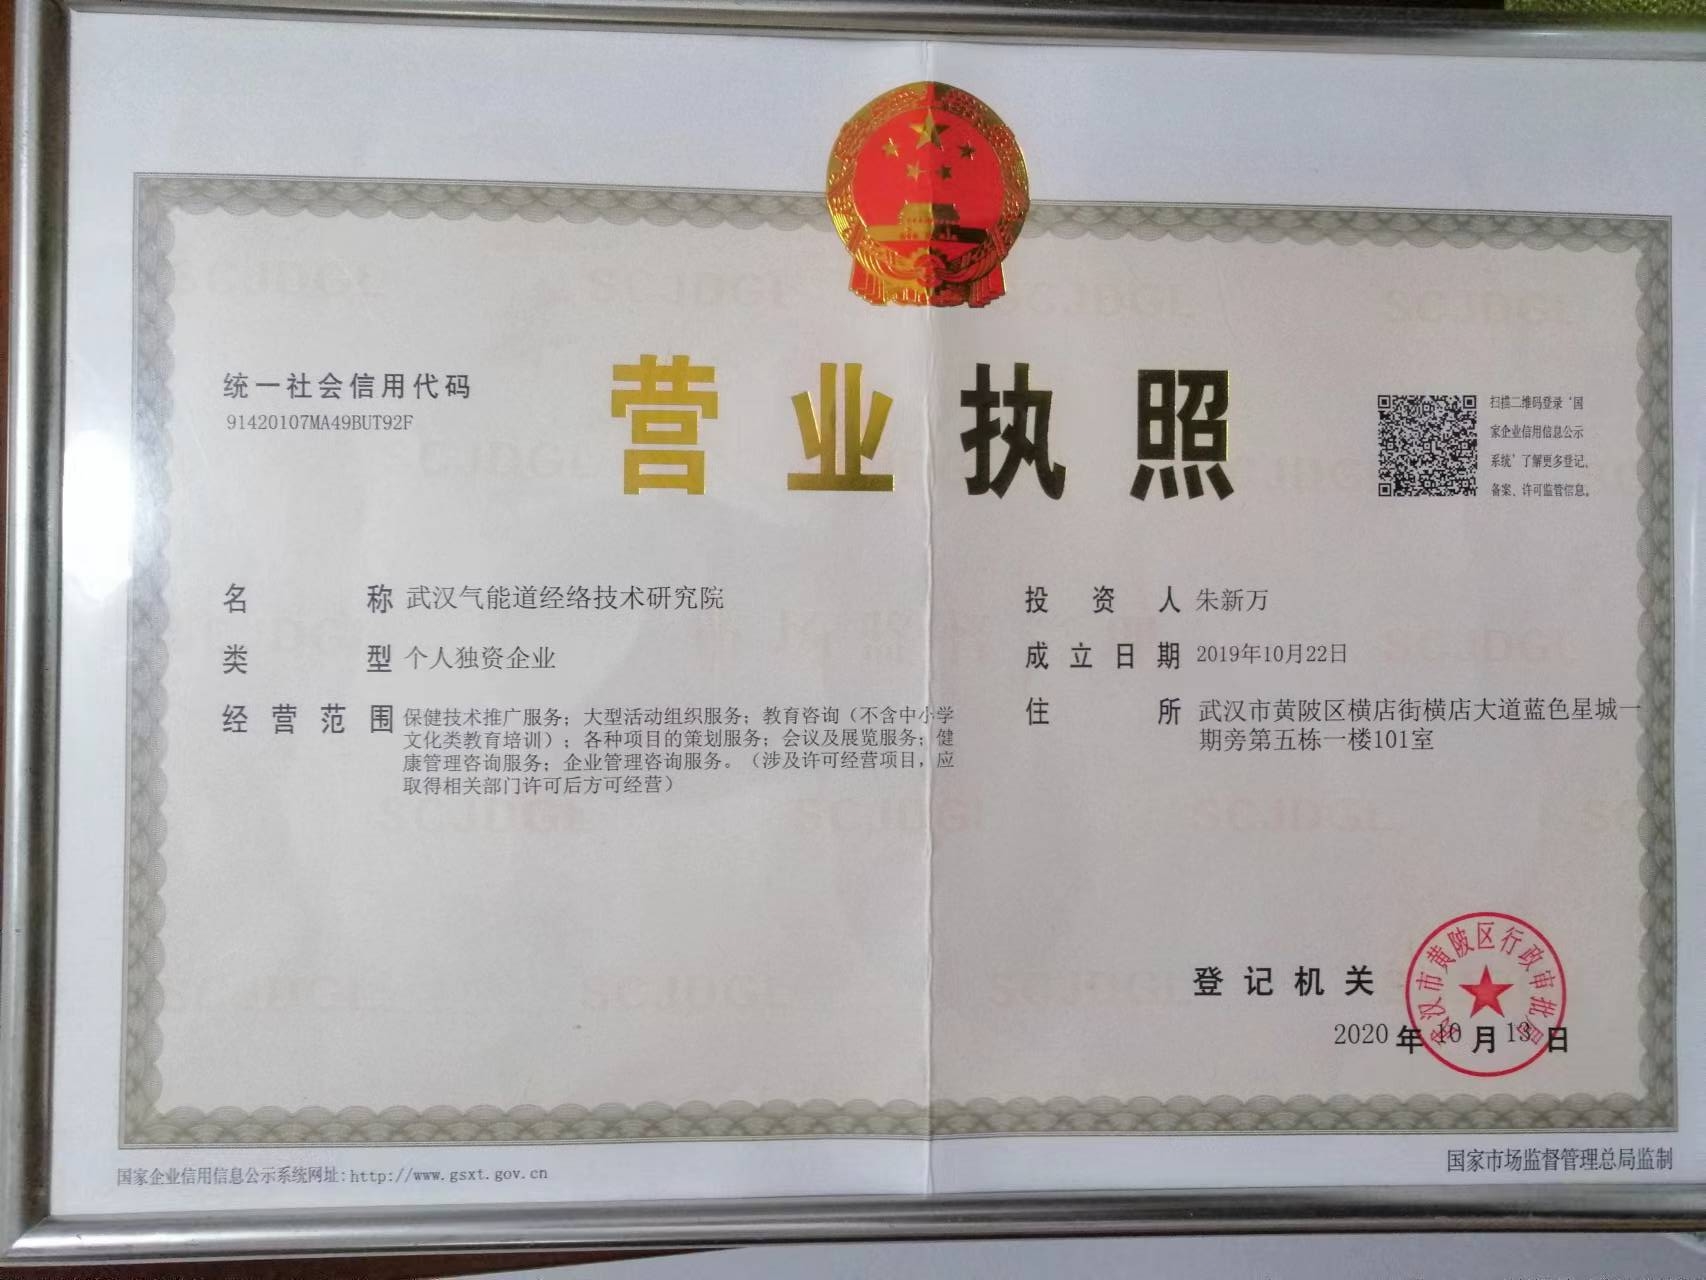 统一社会信用代码
91420107MA49BUT92F
营业执照
扫描二维码登录‘国
家企业信用信息公示
系统’了解更多登记、
备案、许可监管信息。
名称 武汉气能道经络技术研究院
类型 个人独资企业
经营范围 保健技术推广服务；大型活动组织服务；教育咨询（不含中小学
文化类教育培训）；各种项目的策划服务；会议及展览服务；健
康管理咨询服务；企业管理咨询服务。（涉及许可经营项目，应
取得相关部门许可后方可经营）
投资人 朱新万
成立日期 2019年10月22日
住所 武汉市黄陂区横店街横店大道蓝色星城一
期旁第五栋一楼101室
登记机关
武汉市黄陂区行政审批局
2020年10月13日
国家企业信用信息公示系统网址:http://www.gsxt.gov.cn
国家市场监督管理总局监制
SCJDGL